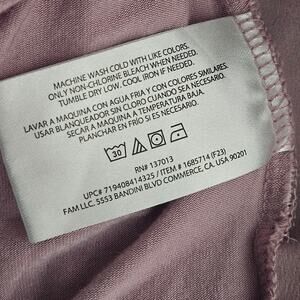 MACHINE WASH COLD WITH LIKE COLORS.
ONLY NON-CHLORINE BLEACH WHEN NEEDED.
TUMBLE DRY LOW. COOL IRON IF NEEDED.
LAVAR A MAQUINA CON AGUA FRIA Y CON COLORES SIMILARES.
USAR BLANQUEADOR SIN CLORO CUANDO SEA NECESARIO.
SECAR A MAQUINA A TEMPERATURA BAJA.
PLANCHAR EN FRÍO SI ES NECESARIO.
30
RN# 137013
UPC# 719408414325 / ITEM # 1685714 (F23)
FAM LLC. 5553 BANDINI BLVD COMMERCE, CA. USA 90201